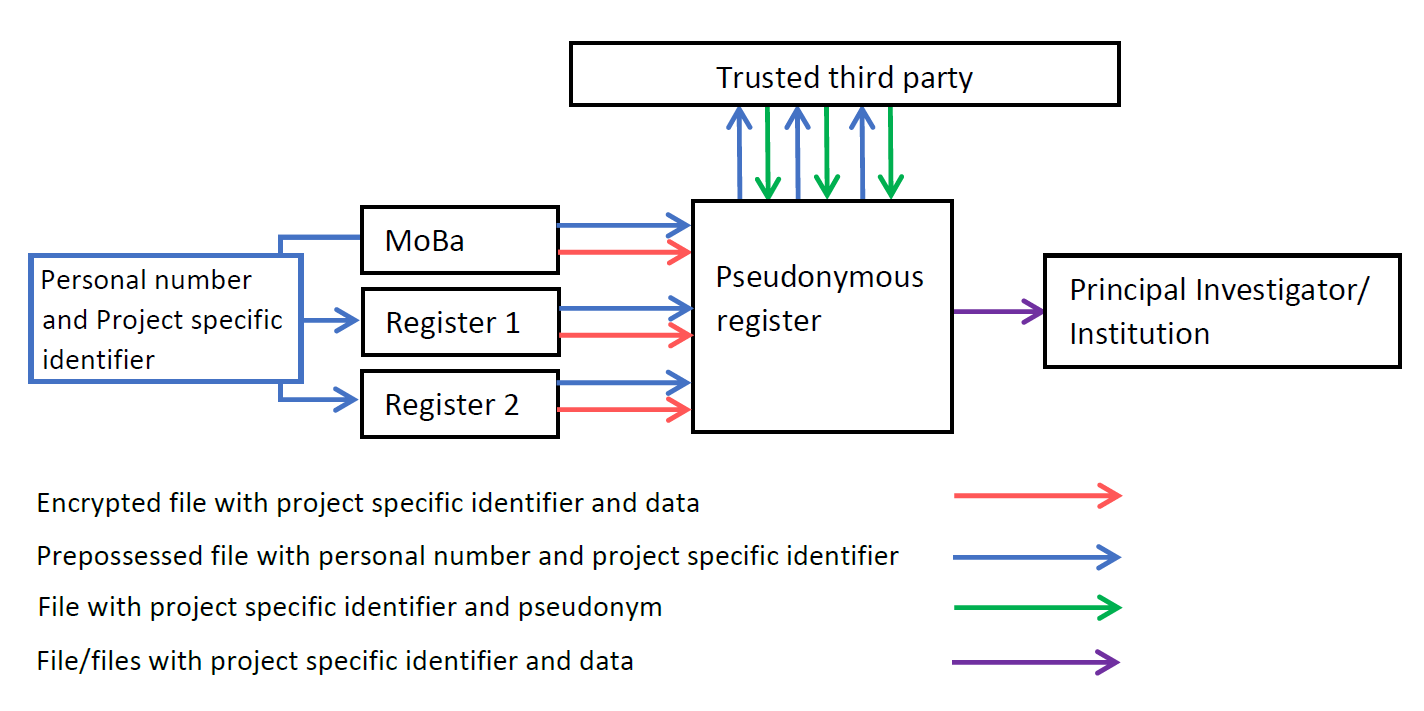 Trusted third party
MoBa
Personal number
and Project specific
identifier
Register 1
Register 2
Pseudonymous
register
Principal Investigator/
Institution
Encrypted file with project specific identifier and data
Prepossessed file with personal number and project specific identifier
File with project specific identifier and pseudonym
File/files with project specific identifier and data